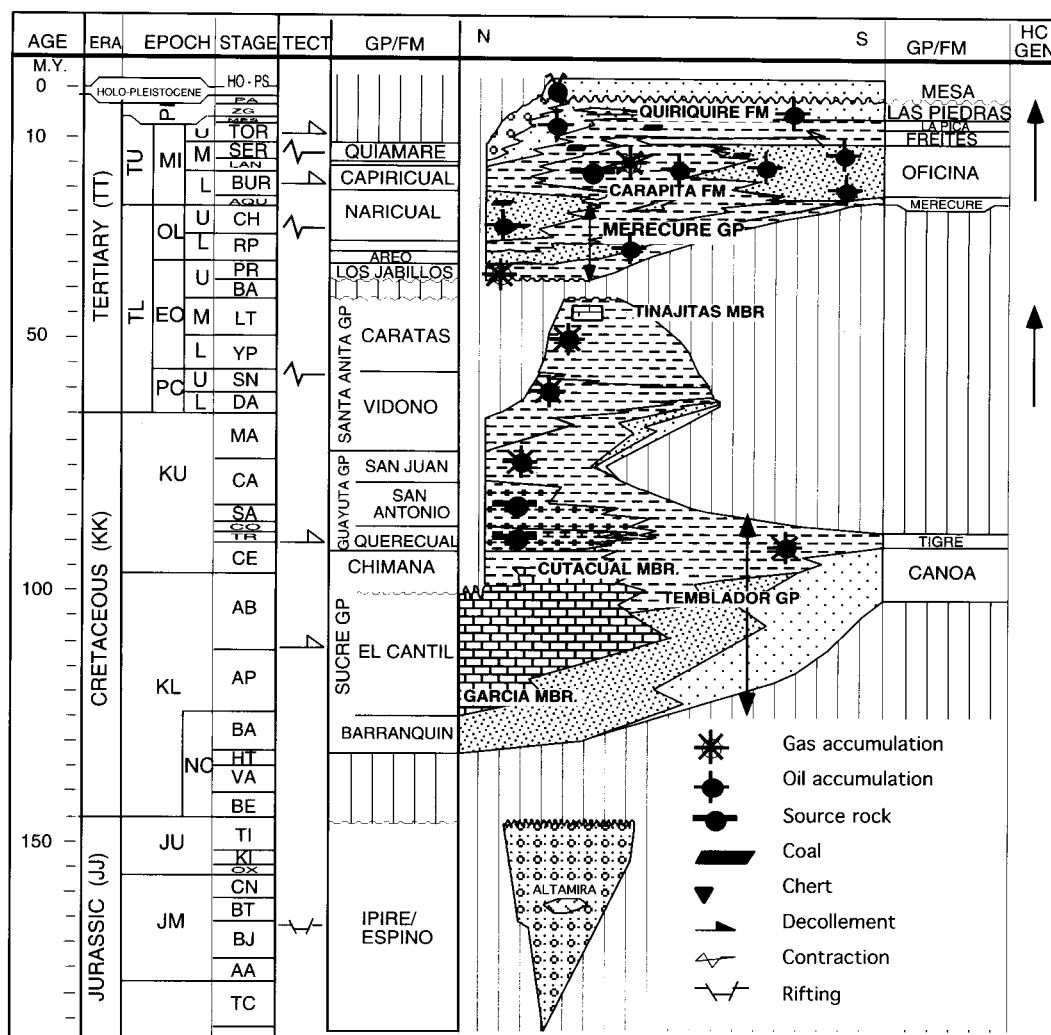 AGE ERA EPOCH STAGE TECT GP/FM N S GP/FM HC GEN
M.Y.
0
10
50
100
150
TERTIARY (TT)
CRETACEOUS (KK)
JURASSIC (JJ)
HOLO-PLEISTOCENE
TU
TL
MI
OL
EO
PC
KU
KL
NC
JU
JM
U
M
L
U
L
U
M
L
U
L
HO - PS
PA
ZG
MES
TOR
SER
LAN
BUR
AQU
CH
RP
PR
BA
LT
YP
SN
DA
MA
CA
SA
CO
TR
CE
AB
AP
BA
HT
VA
BE
TI
KI
OX
CN
BT
BJ
AA
TC
QUIAMARE
CAPIRICUAL
NARICUAL
AREO
LOS JABILLOS
SANTA ANITA GP
CARATAS
VIDONO
GUAYUTA GP
SAN JUAN
SAN ANTONIO
QUERECUAL
CHIMANA
SUCRE GP
EL CANTIL
BARRANQUIN
IPIRE/
ESPINO
QUIRIQUIRE FM
CARAPITA FM
MERECURE GP
TINAJITAS MBR
CUTACUAL MBR.
TEMBLADOR GP
GARCIA MBR.
ALTAMIRA
MESA
LAS PIEDRAS
LA PICA
FREITES
OFICINA
MERECURE
TIGRE
CANOA
Gas accumulation
Oil accumulation
Source rock
Coal
Chert
Decollement
Contraction
Rifting